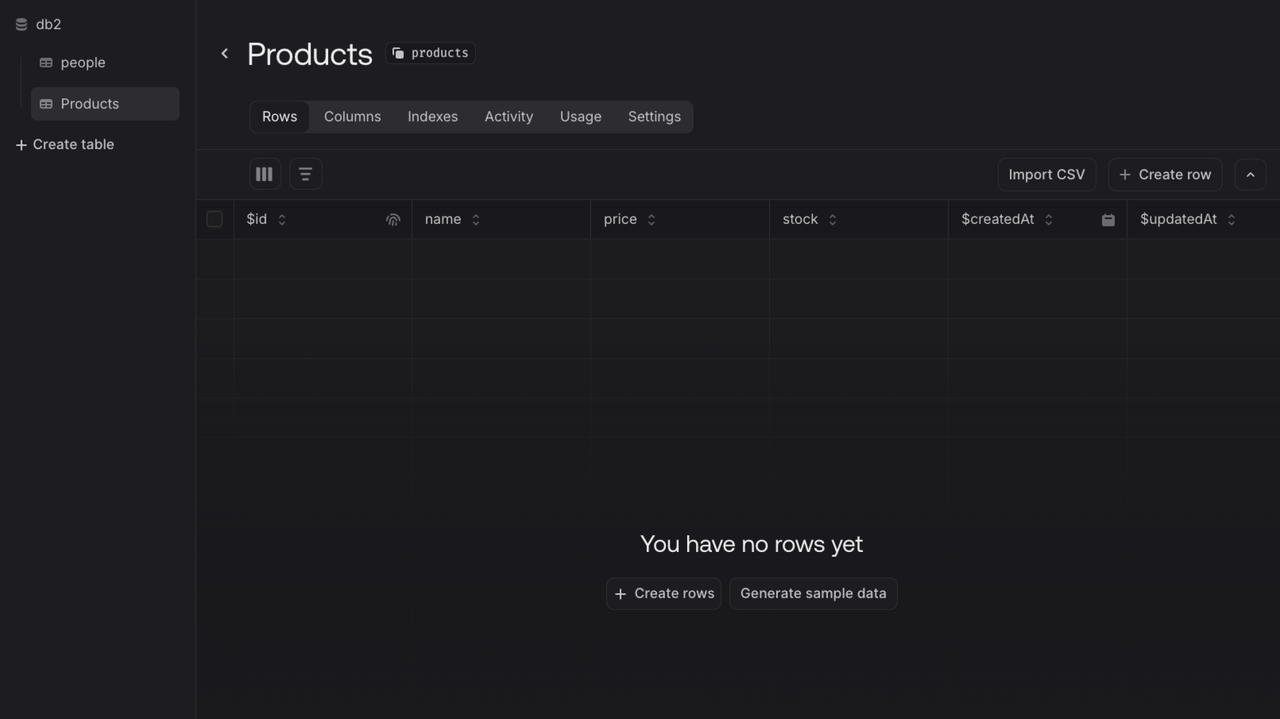 db2
people
Products
Create table
Products products
Rows Columns Indexes Activity Usage Settings
Import CSV Create row
$id name price stock $createdAt $updatedAt
You have no rows yet
Create rows Generate sample data